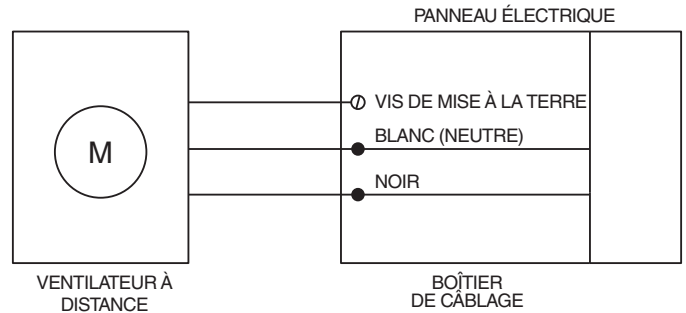 PANNEAU ÉLECTRIQUE
VIS DE MISE À LA TERRE
BLANC (NEUTRE)
M
NOIR
VENTILATEUR À
DISTANCE
BOÎTIER
DE CÂBLAGE